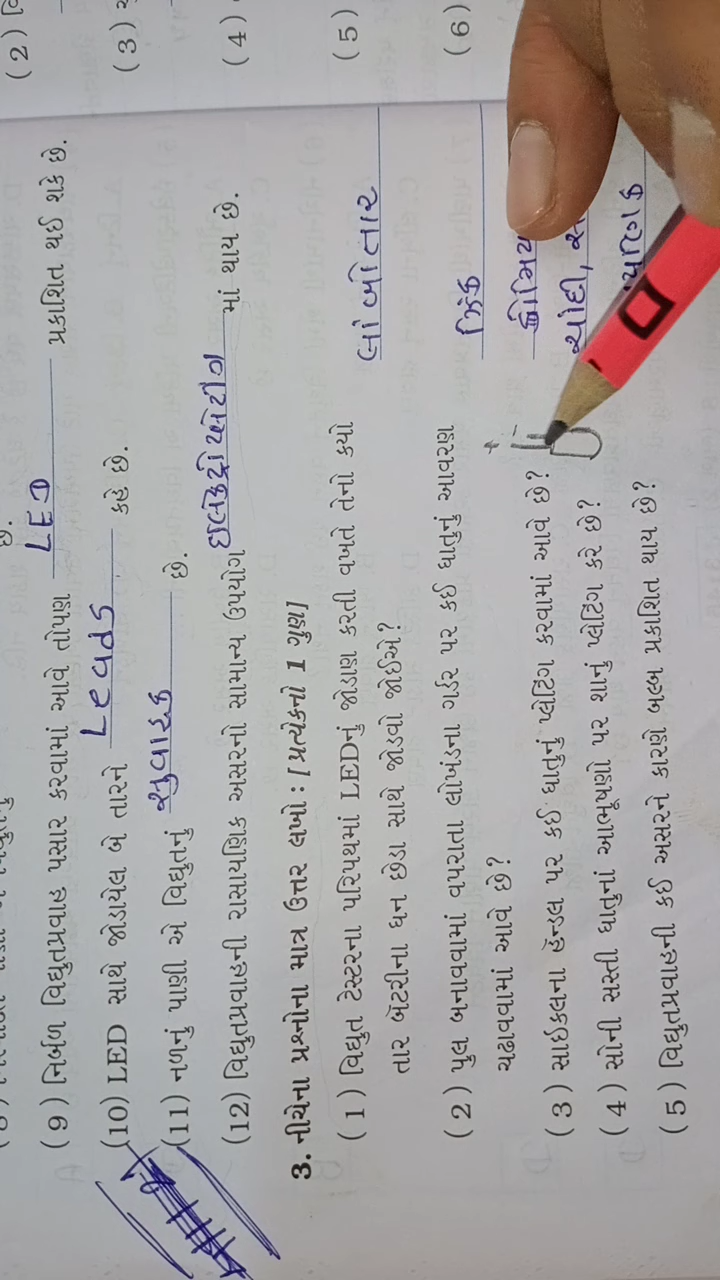 (2)
(3)
(4)
(5)
(6)
છે.
(9) નિર્બળ વિદ્યુતપ્રવાહ પસાર કરવામાં આવે તોપણ LED પ્રકાશિત થઈ શકે છે.
(10) LED સાથે જોડાયેલ બે તારને Leads કહે છે.
(11) નળનું પાણી એ વિદ્યુતનું સુવાહક છે.
(12) વિદ્યુતપ્રવાહની રાસાયણિક અસરનો સામાન્ય ઉપયોગ ઇલેક્ટ્રોપ્લેટીંગ માં થાય છે.
3. નીચેના પ્રશ્નોના માત્ર ઉત્તર લખો : [પ્રત્યેકનો 1 ગુણ]
(1) વિદ્યુત ટેસ્ટરના પરિપથમાં LEDનું જોડાણ કરતી વખતે તેનો કયો
તાર બૅટરીના ધન છેડા સાથે જોડવો જોઈએ? લાંબો તાર
(2) પુલ બનાવવામાં વપરાતા લોખંડના ગર્ડર પર કઈ ધાતુનું આવરણ
ચઢાવવામાં આવે છે? ઝિંક
(3) સાઈકલના હૅન્ડલ પર કઈ ધાતુનું પ્લેટિંગ કરવામાં આવે છે?
(4) સોની સસ્તી ધાતુનાં આભૂષણો પર શાનું પ્લેટિંગ કરે છે? ચાંદી,
(5) વિદ્યુતપ્રવાહની કઈ અસરને કારણે બલ્બ પ્રકાશિત થાય છે?
+ -